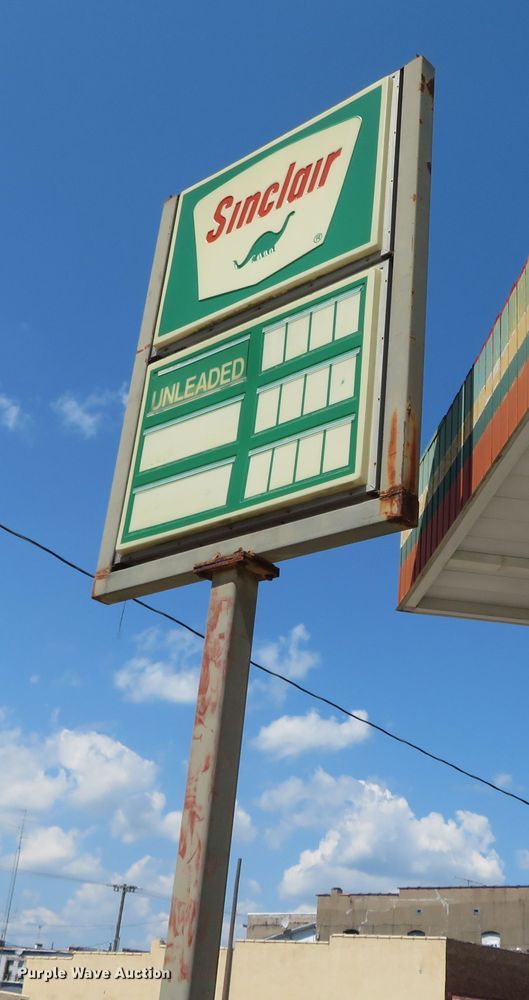 Sinclair
®
UNLEADED
Purple Wave Auction